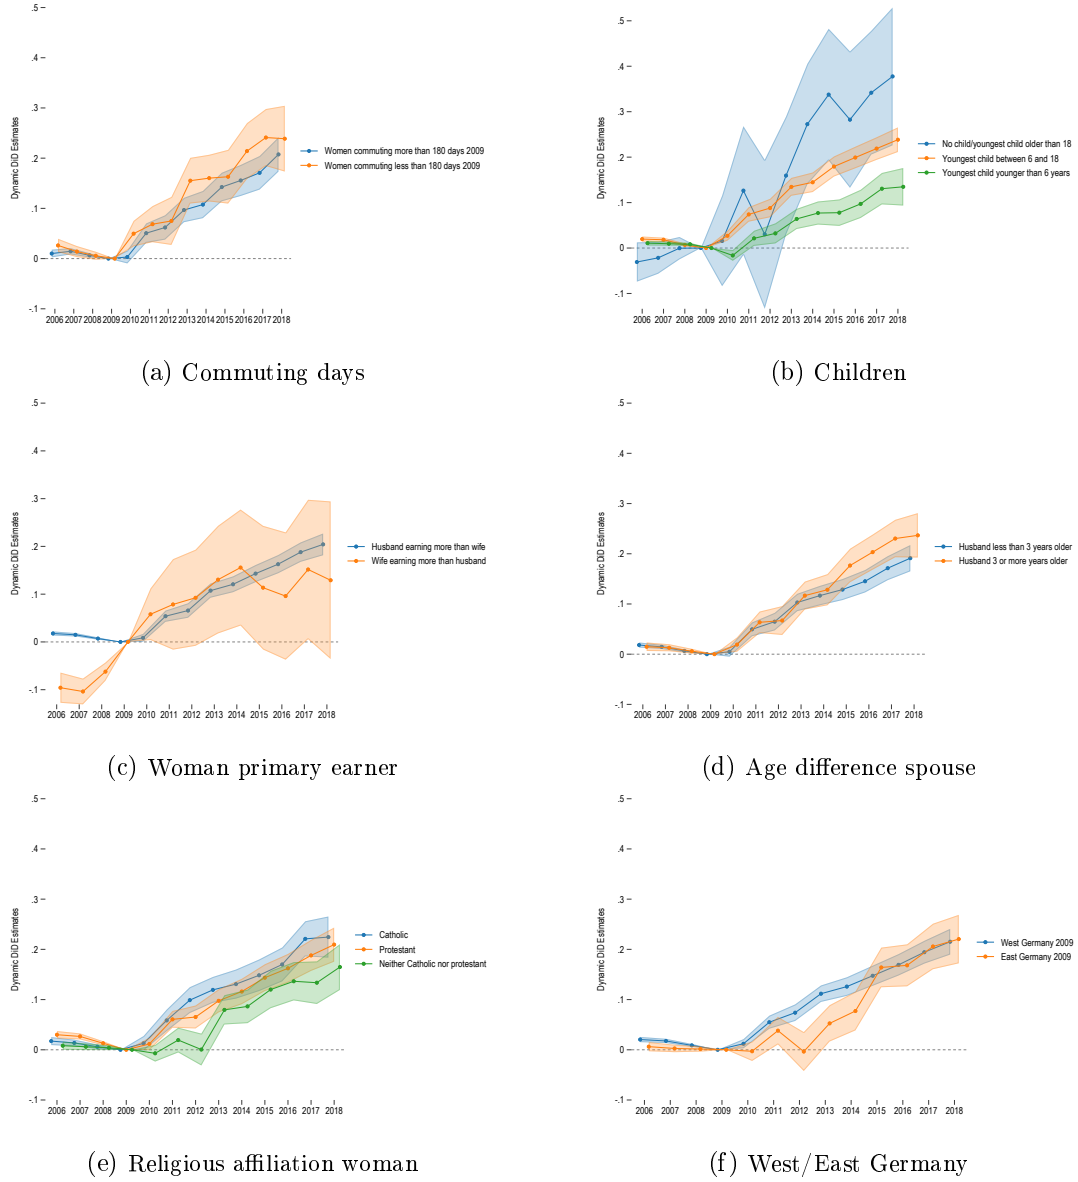 .5
.4
.3
.2
.1
0
-.1
Dynamic DiD Estimates
2006 2007 2008 2009 2010 2011 2012 2013 2014 2015 2016 2017 2018
Women commuting more than 180 days 2009
Women commuting less than 180 days 2009
(a) Commuting days
.5
.4
.3
.2
.1
0
-.1
Dynamic DiD Estimates
2006 2007 2008 2009 2010 2011 2012 2013 2014 2015 2016 2017 2018
No child/youngest child older than 18
Youngest child between 6 and 18
Youngest child younger than 6 years
(b) Children
.5
.4
.3
.2
.1
0
-.1
Dynamic DiD Estimates
2006 2007 2008 2009 2010 2011 2012 2013 2014 2015 2016 2017 2018
Husband earning more than wife
Wife earning more than husband
(c) Woman primary earner
.5
.4
.3
.2
.1
0
-.1
Dynamic DiD Estimates
2006 2007 2008 2009 2010 2011 2012 2013 2014 2015 2016 2017 2018
Husband less than 3 years older
Husband 3 or more years older
(d) Age difference spouse
.5
.4
.3
.2
.1
0
-.1
Dynamic DiD Estimates
2006 2007 2008 2009 2010 2011 2012 2013 2014 2015 2016 2017 2018
Catholic
Protestant
Neither Catholic nor protestant
(e) Religious affiliation woman
.5
.4
.3
.2
.1
0
-.1
Dynamic DiD Estimates
2006 2007 2008 2009 2010 2011 2012 2013 2014 2015 2016 2017 2018
West Germany 2009
East Germany 2009
(f) West/East Germany